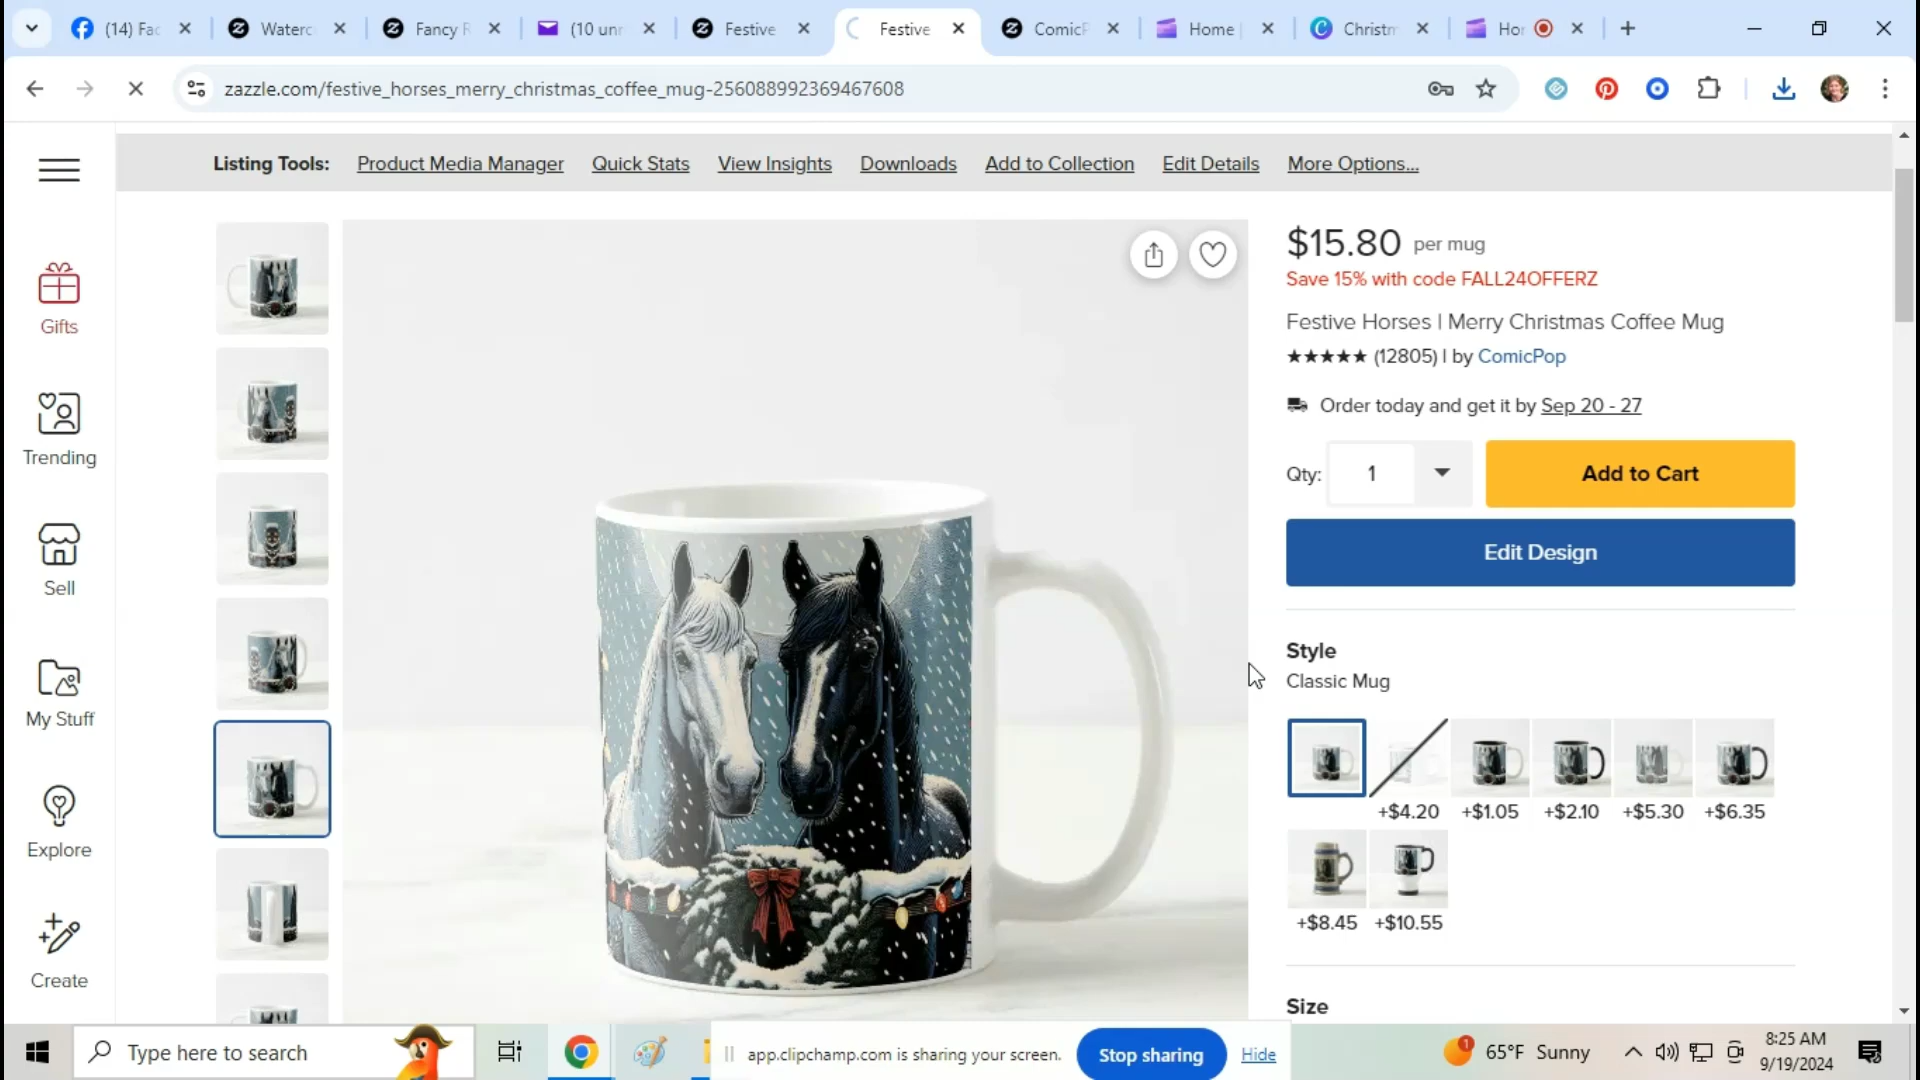 (14) Fac
Waterc
Fancy R
(10 unr
Festive
Festive
ComicP
Home |
Christm
Hor
zazzle.com/festive_horses_merry_christmas_coffee_mug-256088992369467608
Listing Tools: Product Media Manager Quick Stats View Insights Downloads Add to Collection Edit Details More Options...
Gifts
Trending
Sell
My Stuff
Explore
Create
$15.80 per mug
Save 15% with code FALL24OFFERZ
Festive Horses | Merry Christmas Coffee Mug
★★★★★ (12805) | by ComicPop
Order today and get it by Sep 20 - 27
Qty: 1
Add to Cart
Edit Design
Style
Classic Mug
+$4.20 +$1.05 +$2.10 +$5.30 +$6.35
+$8.45 +$10.55
Size
Type here to search
app.clipchamp.com is sharing your screen.
Stop sharing
Hide
1
65°F Sunny
8:25 AM
9/19/2024